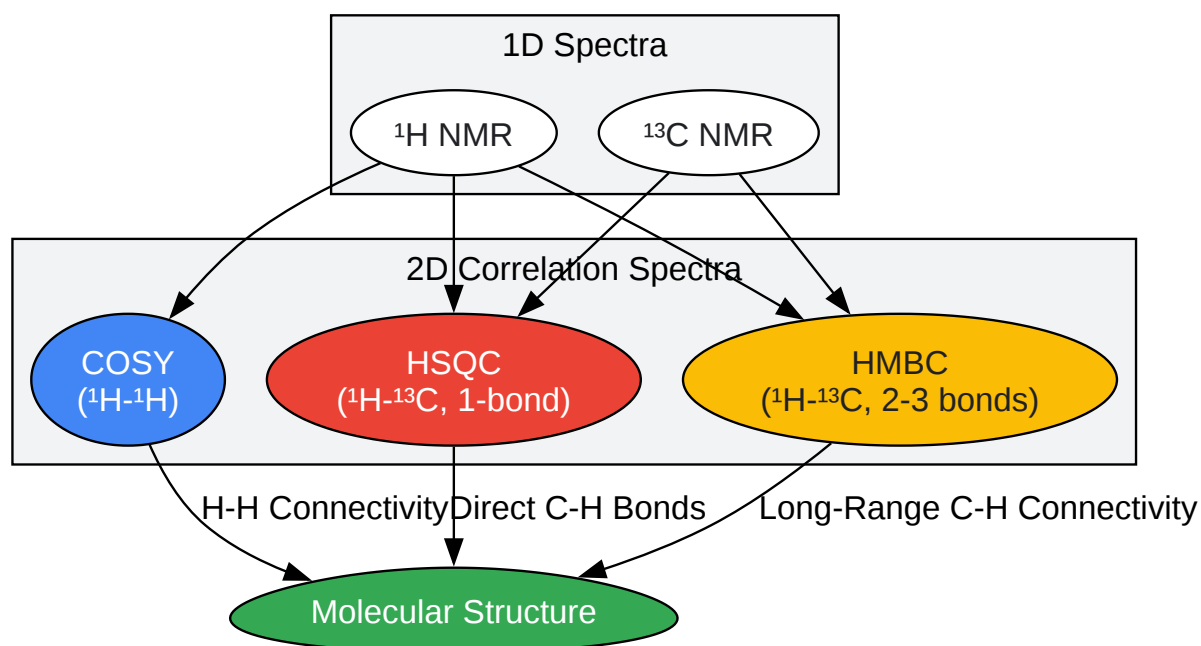 1D Spectra
¹H NMR
¹³C NMR
2D Correlation Spectra
COSY
(¹H-¹H)
HSQC
(¹H-¹³C, 1-bond)
HMBC
(¹H-¹³C, 2-3 bonds)
H-H Connectivity
Direct C-H Bonds
Long-Range C-H Connectivity
Molecular Structure